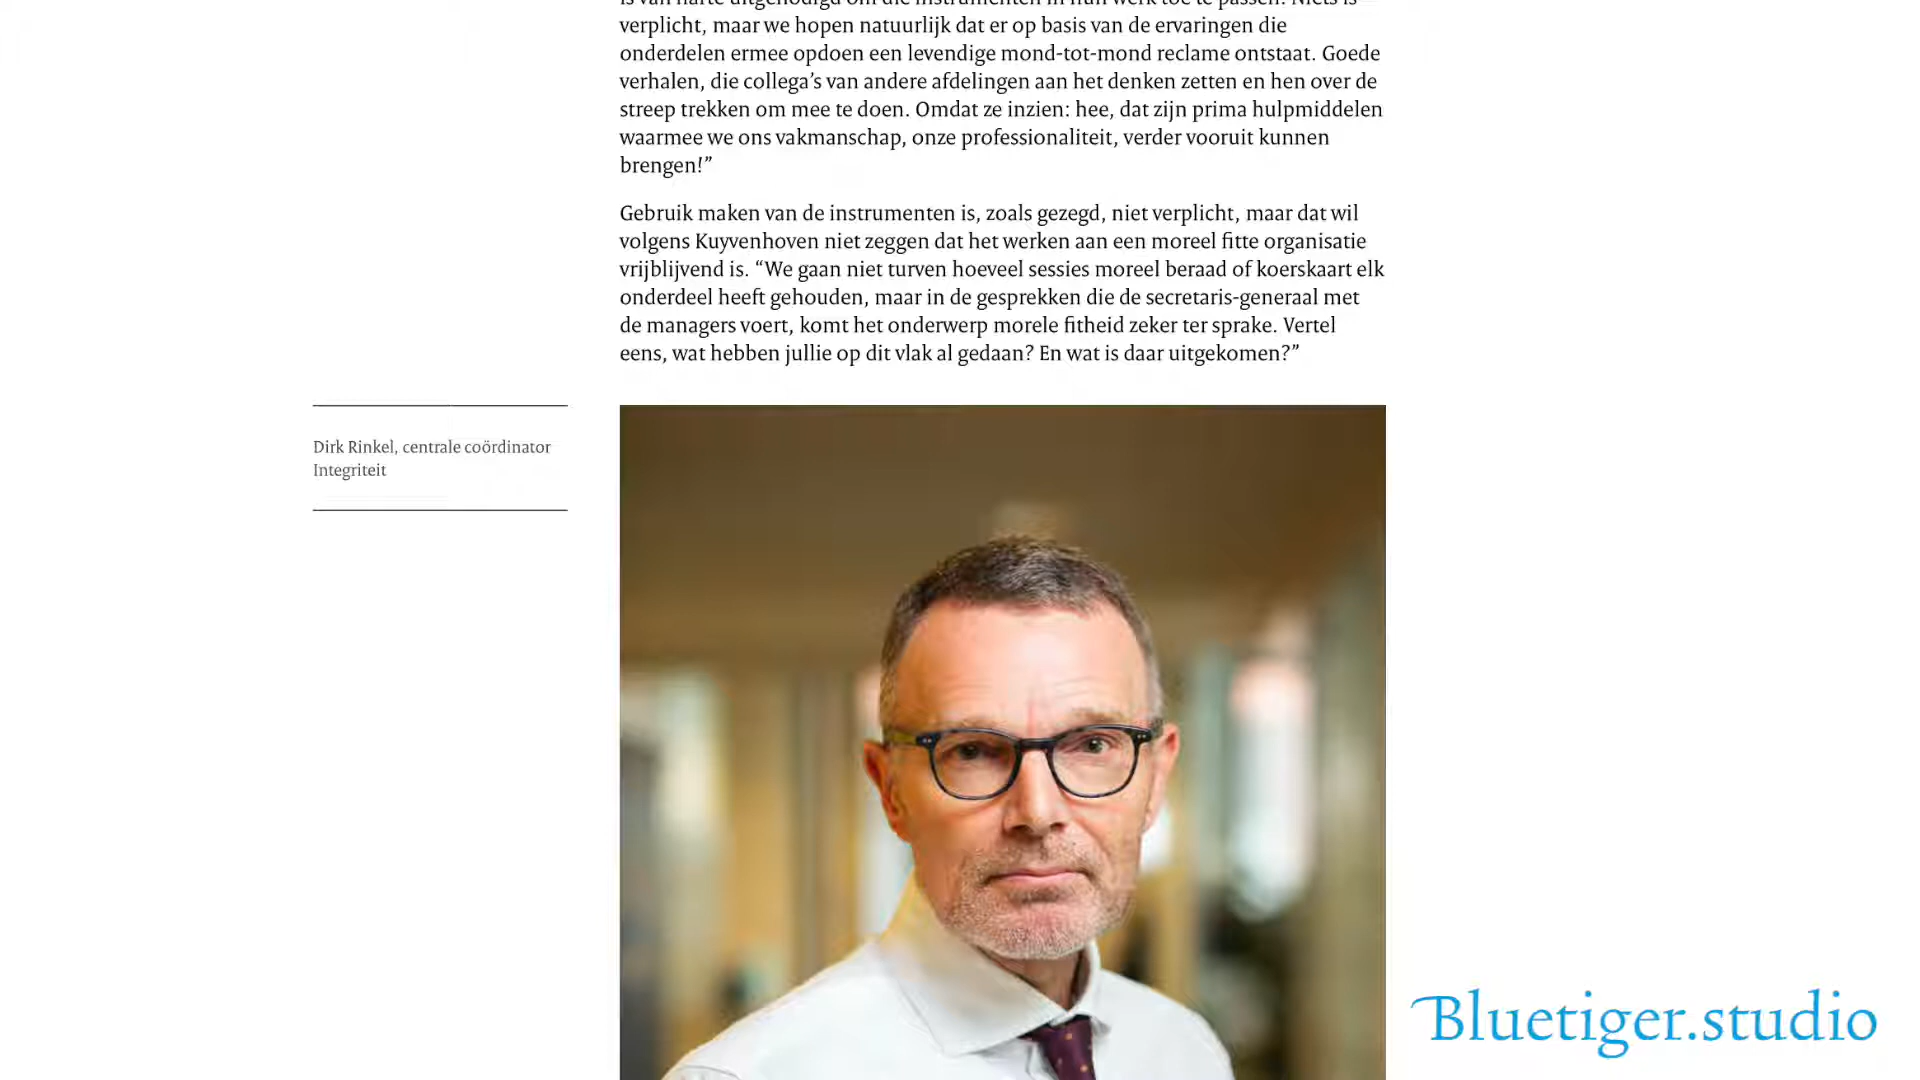 is van harte uitgenodigd om die instrumenten in hun werk toe te passen. Niets is
verplicht, maar we hopen natuurlijk dat er op basis van de ervaringen die
onderdelen ermee opdoen een levendige mond-tot-mond reclame ontstaat. Goede
verhalen, die collega’s van andere afdelingen aan het denken zetten en hen over de
streep trekken om mee te doen. Omdat ze inzien: hee, dat zijn prima hulpmiddelen
waarmee we ons vakmanschap, onze professionaliteit, verder vooruit kunnen
brengen!”
Gebruik maken van de instrumenten is, zoals gezegd, niet verplicht, maar dat wil
volgens Kuyvenhoven niet zeggen dat het werken aan een moreel fitte organisatie
vrijblijvend is. “We gaan niet turven hoeveel sessies moreel beraad of koerskaart elk
onderdeel heeft gehouden, maar in de gesprekken die de secretaris-generaal met
de managers voert, komt het onderwerp morele fitheid zeker ter sprake. Vertel
eens, wat hebben jullie op dit vlak al gedaan? En wat is daar uitgekomen?”
Dirk Rinkel, centrale coördinator
Integriteit
Bluetiger.studio